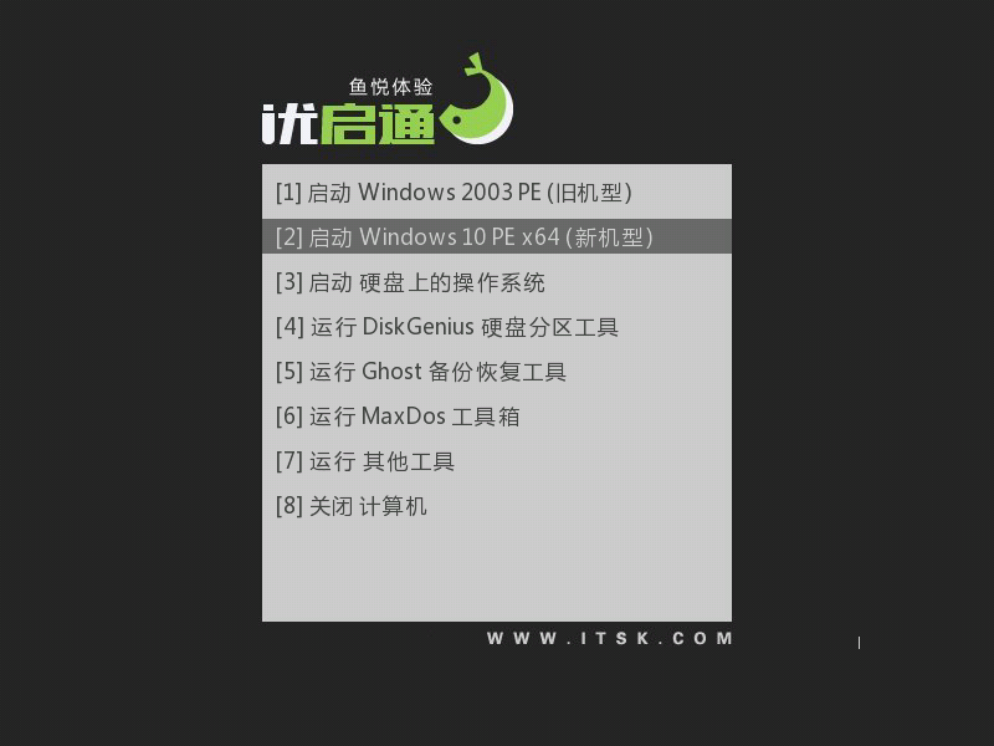 鱼悦体验
优启通
[1] 启动 Windows 2003 PE (旧机型)
[2] 启动 Windows 10 PE x64 (新机型)
[3] 启动 硬盘上的操作系统
[4] 运行 DiskGenius 硬盘分区工具
[5] 运行 Ghost 备份恢复工具
[6] 运行 MaxDos 工具箱
[7] 运行 其他工具
[8] 关闭 计算机
WWW.ITSK.COM